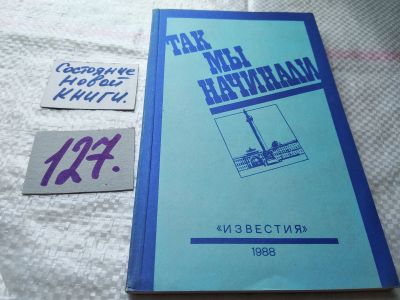 Состояние
новой
книги.
127.
ТАК
МЫ
НАЧИНАЛИ
«ИЗВЕСТИЯ»
1988